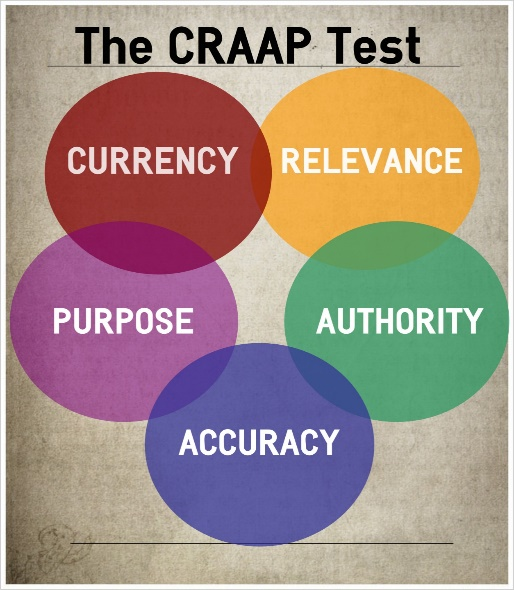 The CRAAP Test
CURRENCY
RELEVANCE
PURPOSE
AUTHORITY
ACCURACY